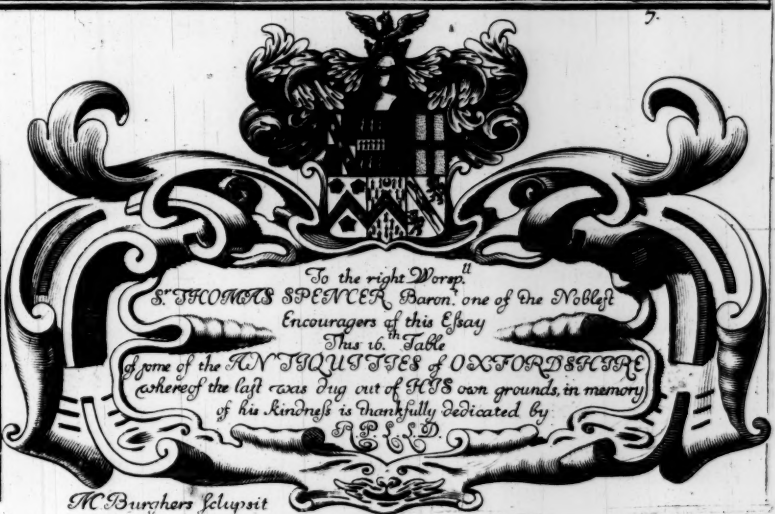 5.
To the right Worsp.ll
Sr. THOMAS SPENCER Baron.t one of the Noblest
Encouragers of this Essay
This 16.th Table
of some of the ANTIQUITIES of OXFORDSHIRE
whereof the last was dug out of HIS own grounds, in memory
of his kindness is thankfully dedicated by
R.P.L.L.D.
M Burghers sculpsit